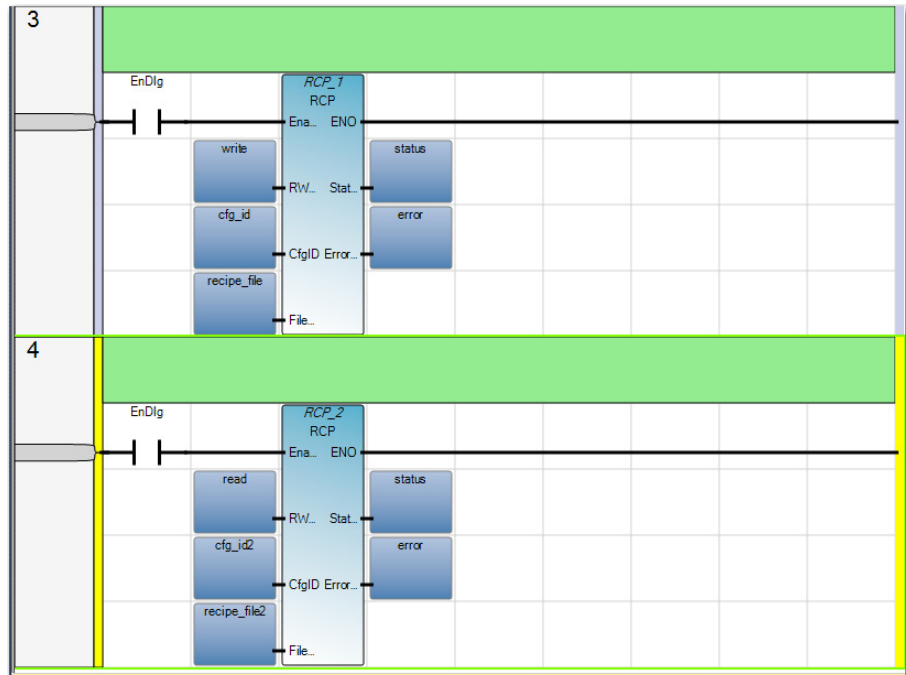 3
EnDlg
RCP_1
RCP
Ena... ENO
write
status
RW... Stat...
cfg_id
error
CfgID Error...
recipe_file
File...
4
EnDlg
RCP_2
RCP
Ena... ENO
read
status
RW... Stat...
cfg_id2
error
CfgID Error...
recipe_file2
File...